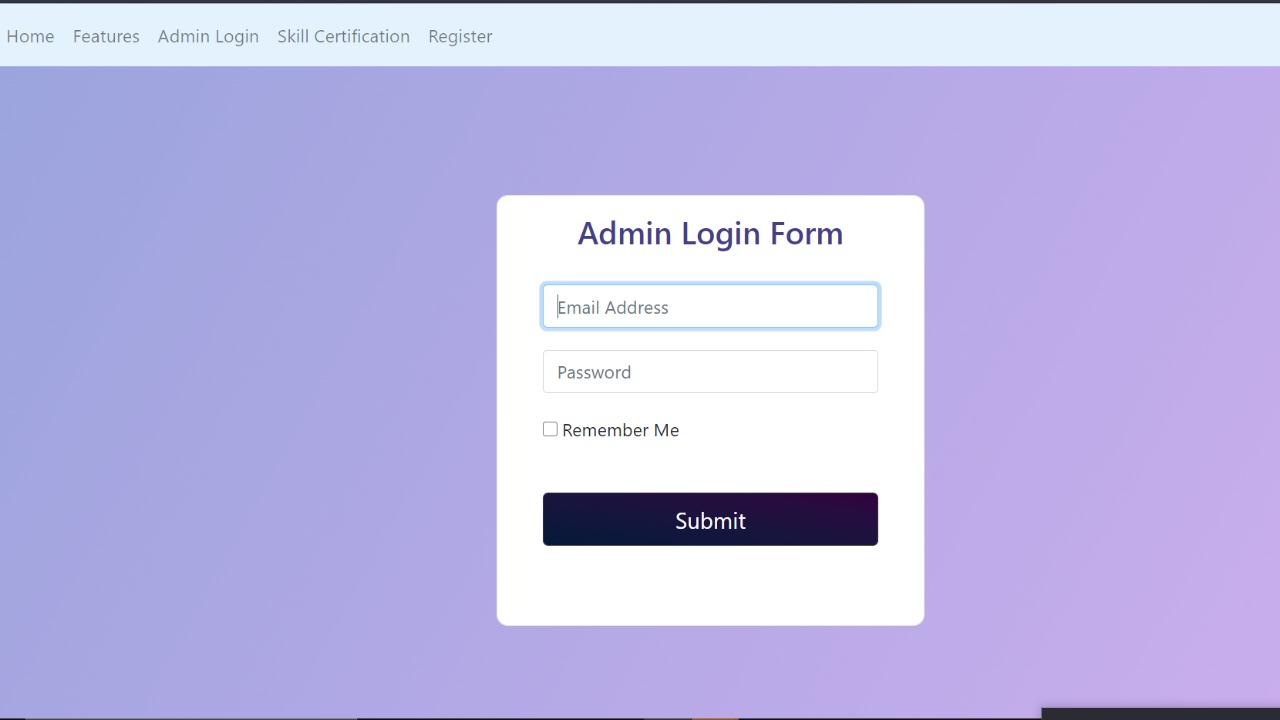 Home Features Admin Login Skill Certification Register
Admin Login Form
Email Address
Password
Remember Me
Submit